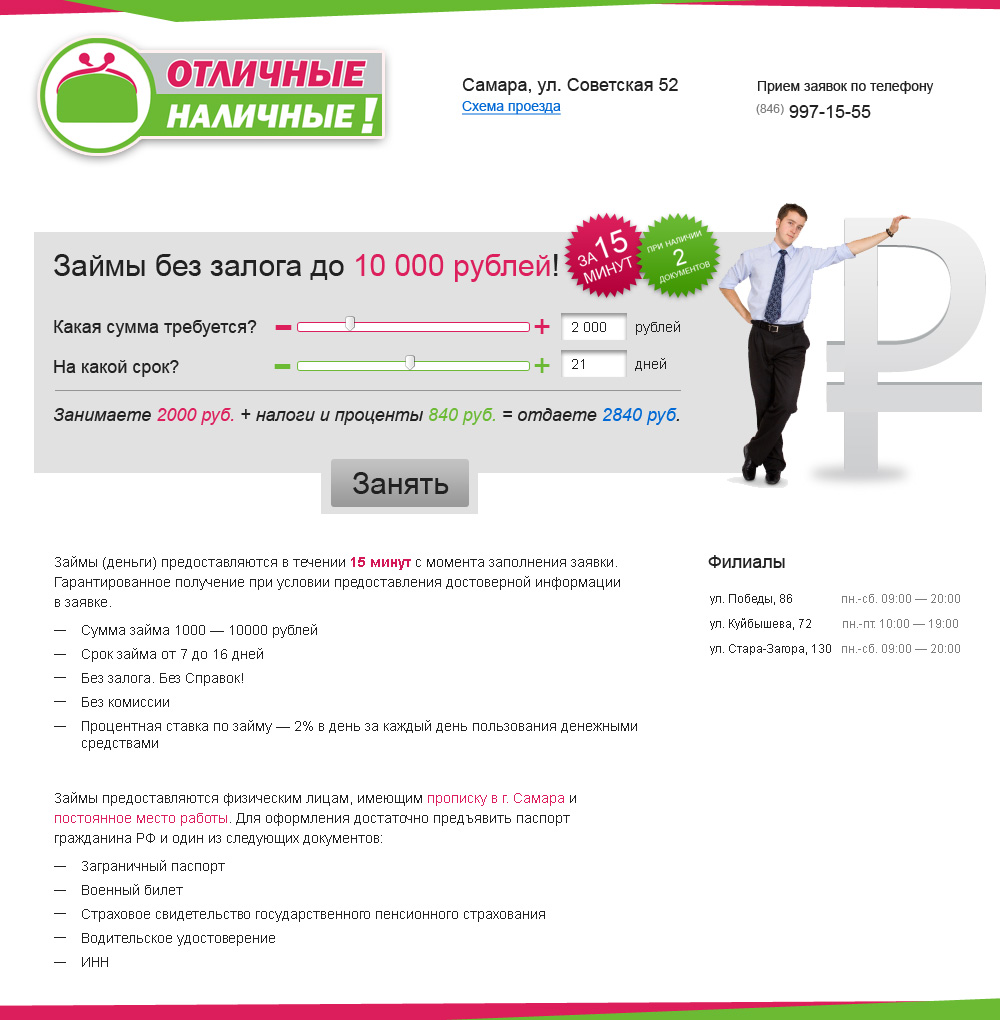 ОТЛИЧНЫЕ
НАЛИЧНЫЕ!
Самара, ул. Советская 52
Схема проезда
Прием заявок по телефону
(846) 997-15-55
Займы без залога до 10 000 рублей!
ЗА 15
МИНУТ
ПРИ НАЛИЧИИ
2
ДОКУМЕНТОВ
Какая сумма требуется?
2 000 рублей
На какой срок?
21 дней
Занимаете 2000 руб. + налоги и проценты 840 руб. = отдаете 2840 руб.
Занять
Займы (деньги) предоставляются в течении 15 минут с момента заполнения заявки.
Гарантированное получение при условии предоставления достоверной информации
в заявке.
— Сумма займа 1000 — 10000 рублей
— Срок займа от 7 до 16 дней
— Без залога. Без Справок!
— Без комиссии
— Процентная ставка по займу — 2% в день за каждый день пользования денежными
средствами
Займы предоставляются физическим лицам, имеющим прописку в г. Самара и
постоянное место работы. Для оформления достаточно предъявить паспорт
гражданина РФ и один из следующих документов:
— Заграничный паспорт
— Военный билет
— Страховое свидетельство государственного пенсионного страхования
— Водительское удостоверение
— ИНН
Филиалы
ул. Победы, 86 пн.-сб. 09:00 — 20:00
ул. Куйбышева, 72 пн.-пт. 10:00 — 19:00
ул. Стара-Загора, 130 пн.-сб. 09:00 — 20:00